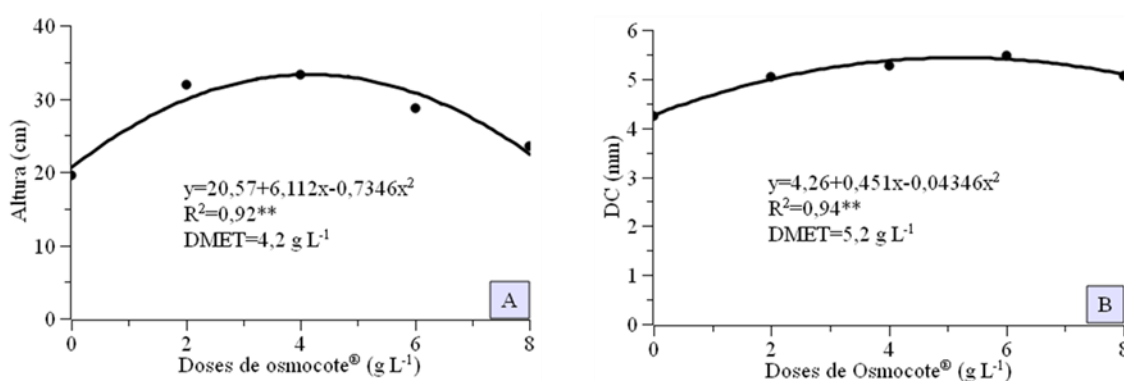 40
30
20
10
0
Altura (cm)
y=20,57+6,112x-0,7346x²
R²=0,92**
DMET=4,2 g L⁻¹
A
0 2 4 6 8
Doses de osmocote® (g L⁻¹)
6
5
4
3
2
1
0
DC (mm)
y=4,26+0,451x-0,04346x²
R²=0,94**
DMET=5,2 g L⁻¹
B
0 2 4 6 8
Doses de Osmocote® (g L⁻¹)